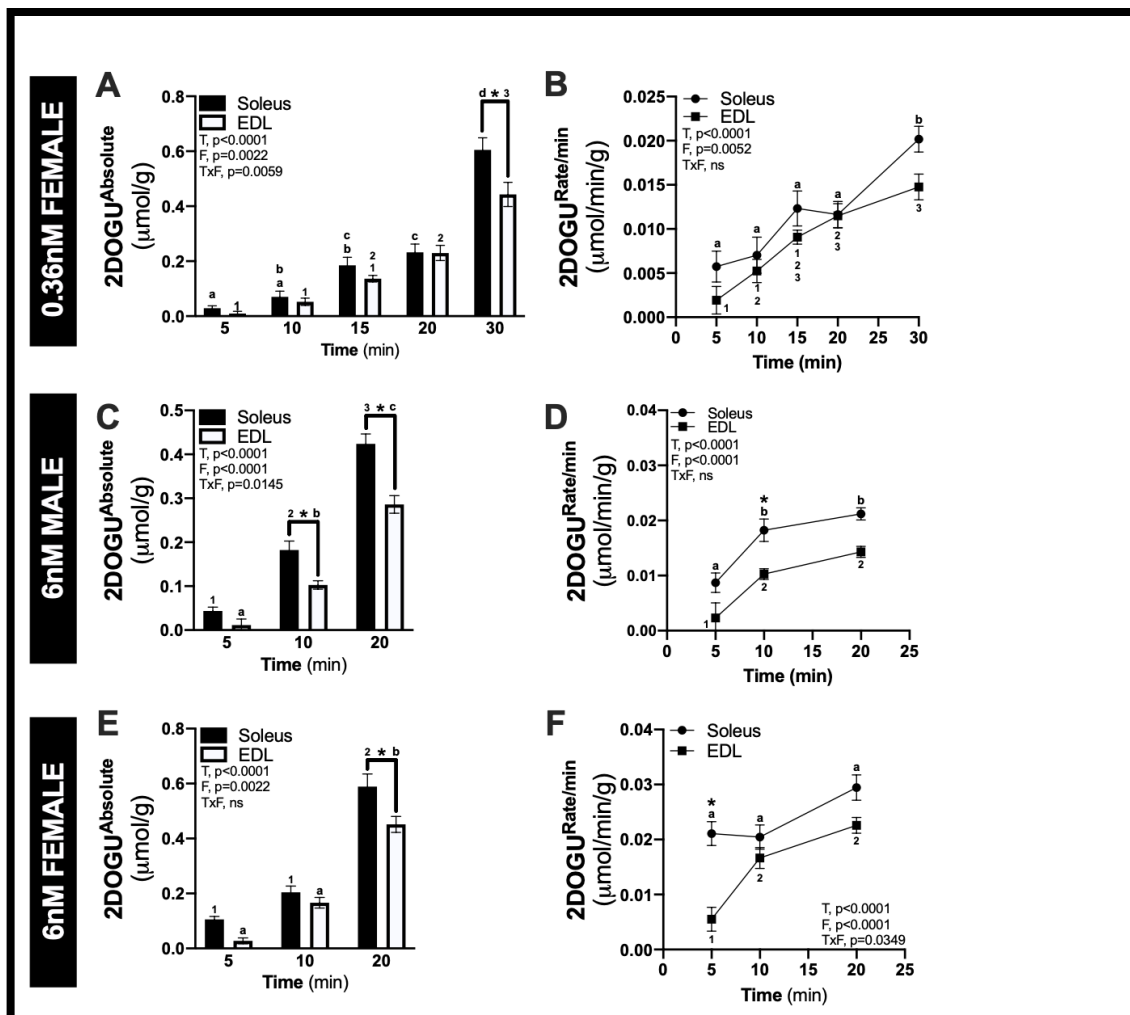 0.36nM FEMALE
A
2DOGU^Absolute
(µmol/g)
Soleus
EDL
T, p<0.0001
F, p=0.0022
TxF, p=0.0059
0.8
0.6
0.4
0.2
0.0
a
1
b
a
1
c
b
2
1
c
2
d * 3
5 10 15 20 30
Time (min)
B
2DOGU^Rate/min
(µmol/min/g)
Soleus
EDL
T, p<0.0001
F, p=0.0052
TxF, ns
0.025
0.020
0.015
0.010
0.005
0.000
a
1
a
1
2
a
1
2
3
a
2
3
b
3
0 5 10 15 20 25 30
Time (min)
6nM MALE
C
2DOGU^Absolute
(µmol/g)
Soleus
EDL
T, p<0.0001
F, p<0.0001
TxF, p=0.0145
0.5
0.4
0.3
0.2
0.1
0.0
1
a
2 * b
3 * c
5 10 20
Time (min)
D
2DOGU^Rate/min
(µmol/min/g)
Soleus
EDL
T, p<0.0001
F, p<0.0001
TxF, ns
0.04
0.03
0.02
0.01
0.00
a
1
*
b
2
b
2
0 5 10 15 20 25
Time (min)
6nM FEMALE
E
2DOGU^Absolute
(µmol/g)
Soleus
EDL
T, p<0.0001
F, p=0.0022
TxF, ns
0.8
0.6
0.4
0.2
0.0
1
a
1
a
2 * b
5 10 20
Time (min)
F
2DOGU^Rate/min
(µmol/min/g)
Soleus
EDL
0.04
0.03
0.02
0.01
0.00
*
a
1
a
2
a
2
T, p<0.0001
F, p<0.0001
TxF, p=0.0349
0 5 10 15 20 25
Time (min)